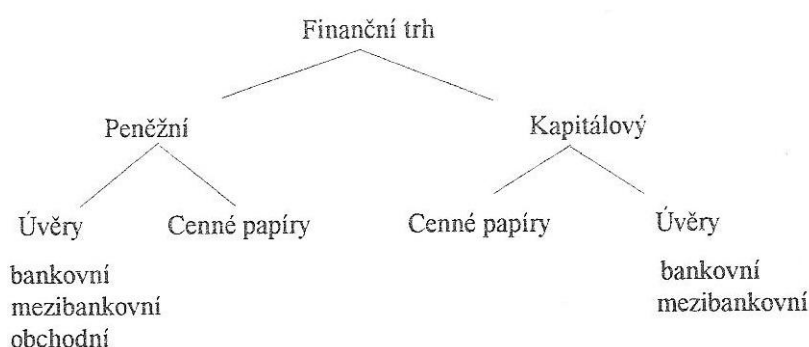 Finanční trh
Peněžní
Kapitálový
Úvěry
Cenné papíry
Cenné papíry
Úvěry
bankovní
mezibankovní
obchodní
bankovní
mezibankovní